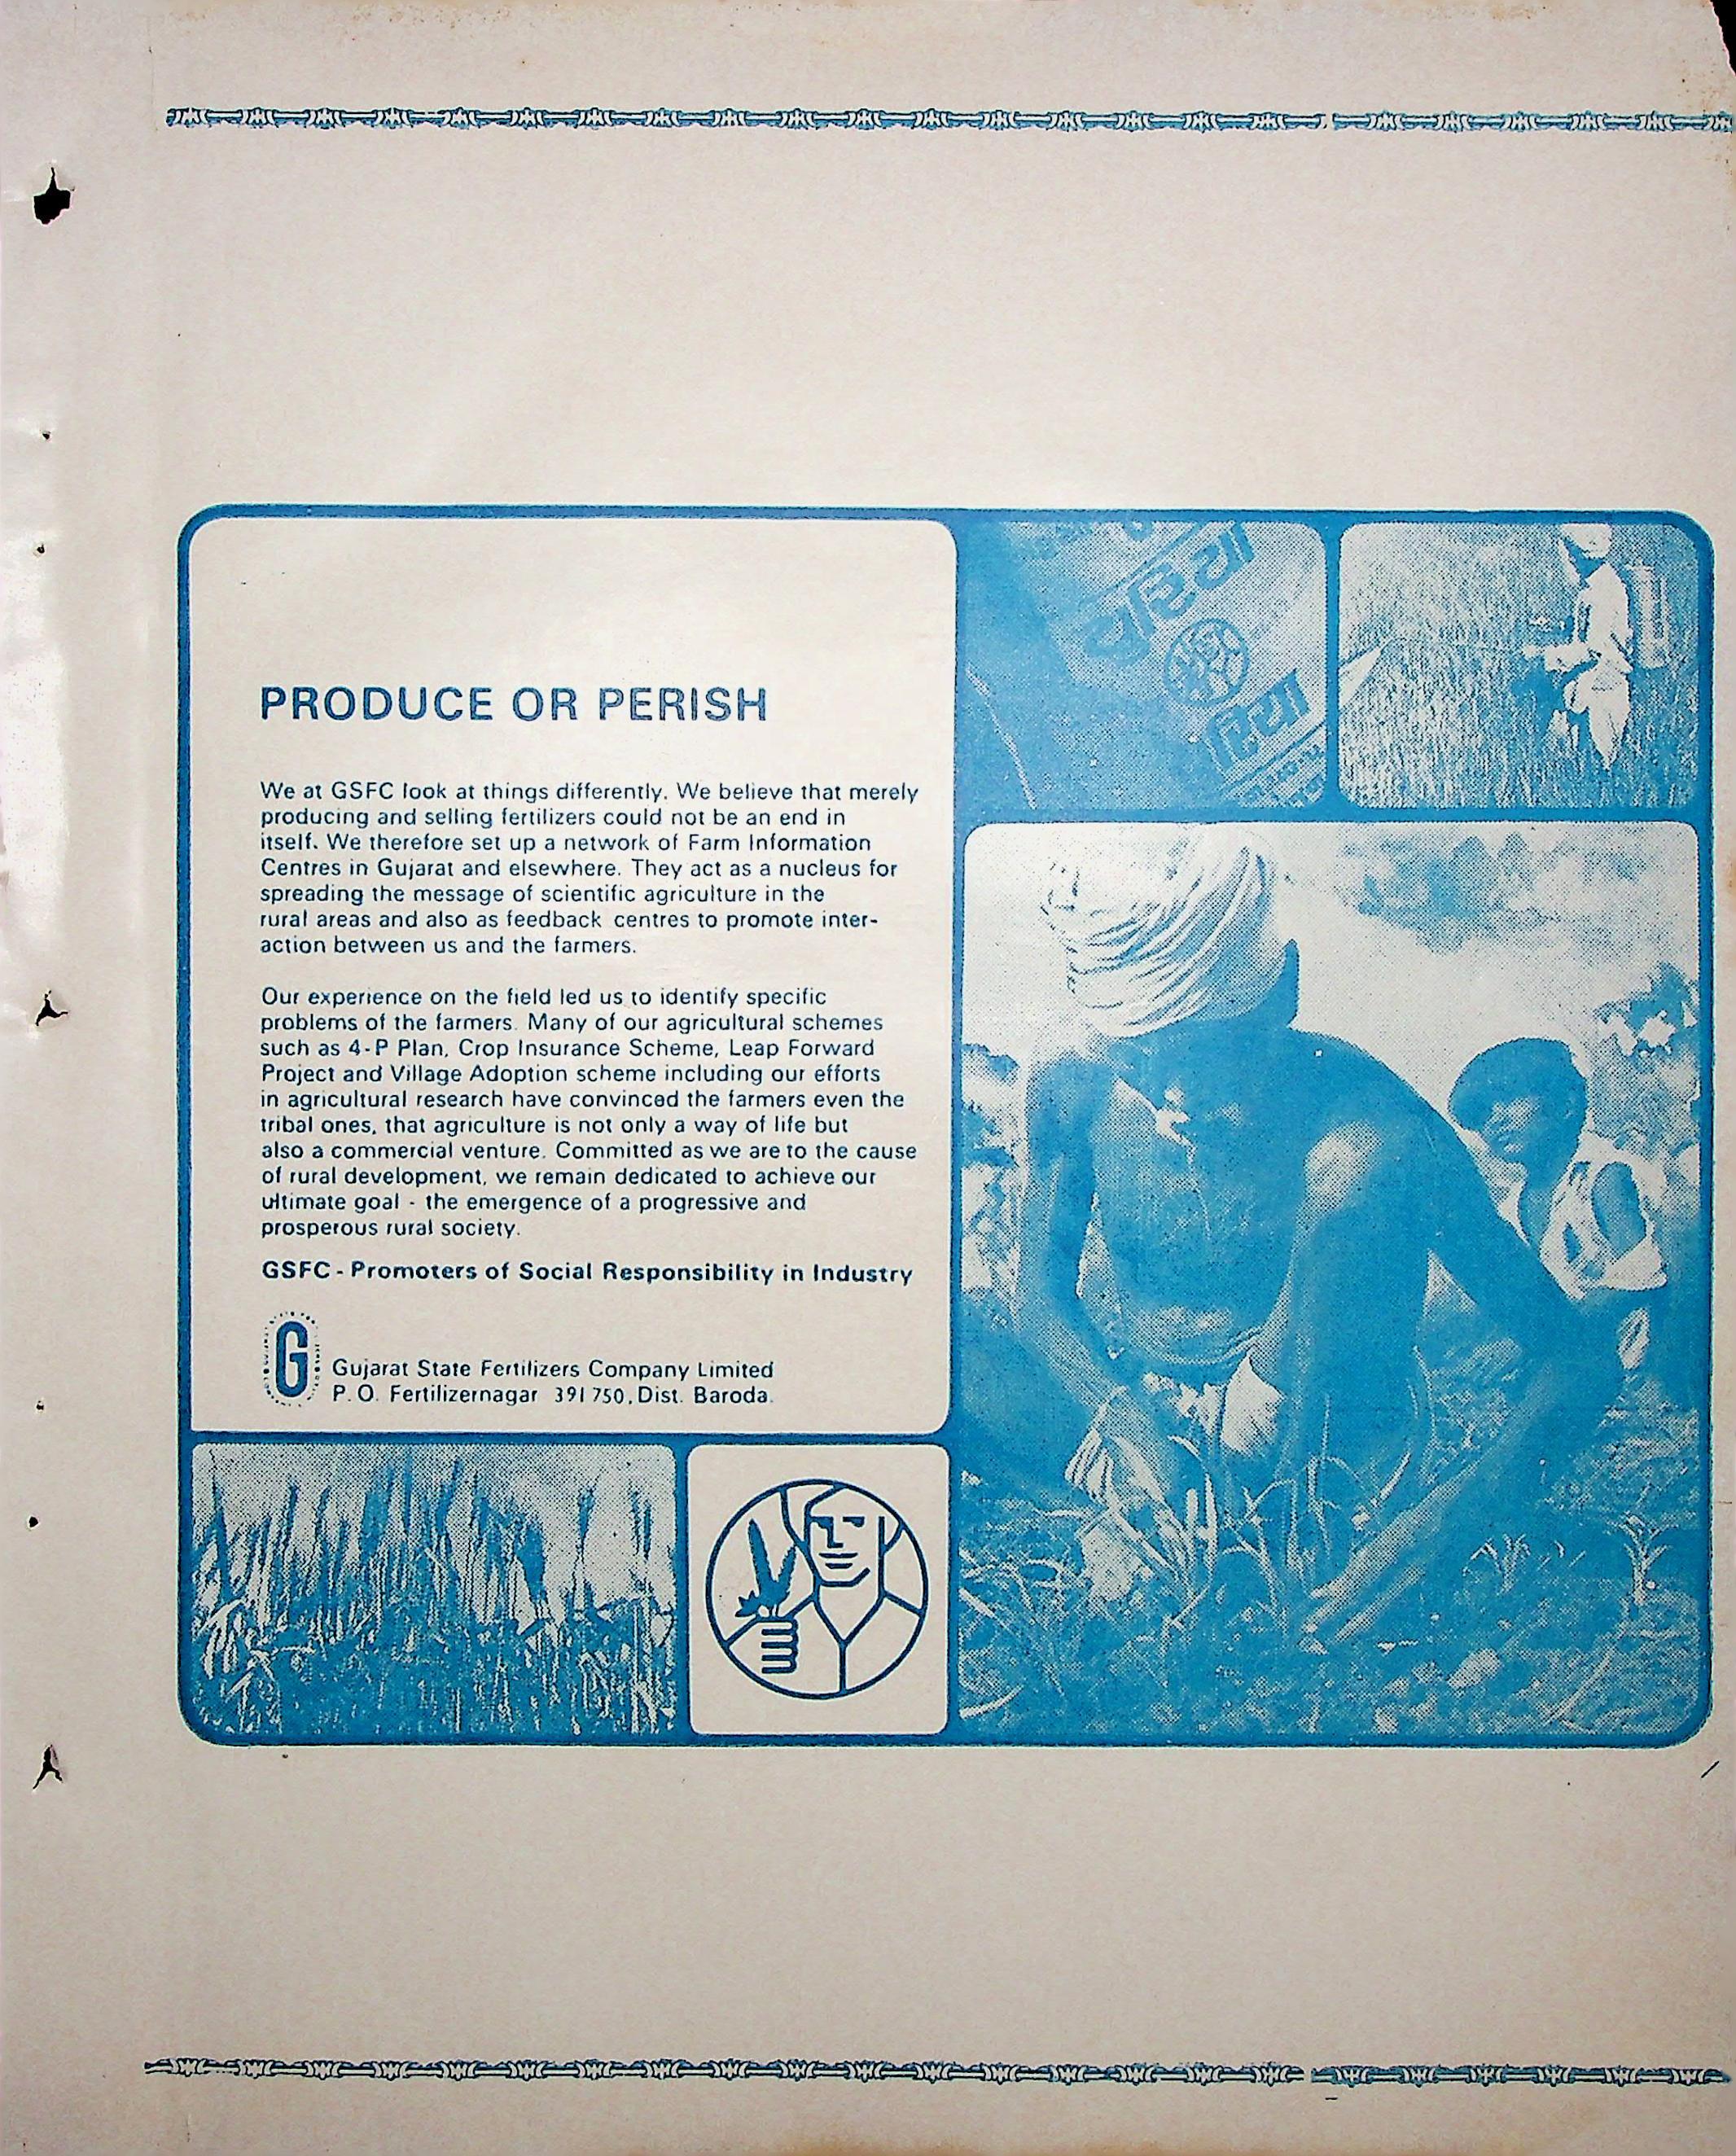 PRODUCE OR PERISH
We at GSFC look at things differently. We believe that merely
producing and selling fertilizers could not be an end in
itself. We therefore set up a network of Farm Information
Centres in Gujarat and elsewhere. They act as a nucleus for
spreading the message of scientific agriculture in the
rural areas and also as feedback centres to promote inter-
action between us and the farmers.
Our experience on the field led us to identify specific
problems of the farmers. Many of our agricultural schemes
such as 4-P Plan, Crop Insurance Scheme, Leap Forward
Project and Village Adoption scheme including our efforts
in agricultural research have convinced the farmers even the
tribal ones, that agriculture is not only a way of life but
also a commercial venture. Committed as we are to the cause
of rural development, we remain dedicated to achieve our
ultimate goal - the emergence of a progressive and
prosperous rural society.
GSFC - Promoters of Social Responsibility in Industry
G
Gujarat State Fertilizers Company Limited
P. O. Fertilizernagar 391 750, Dist. Baroda.